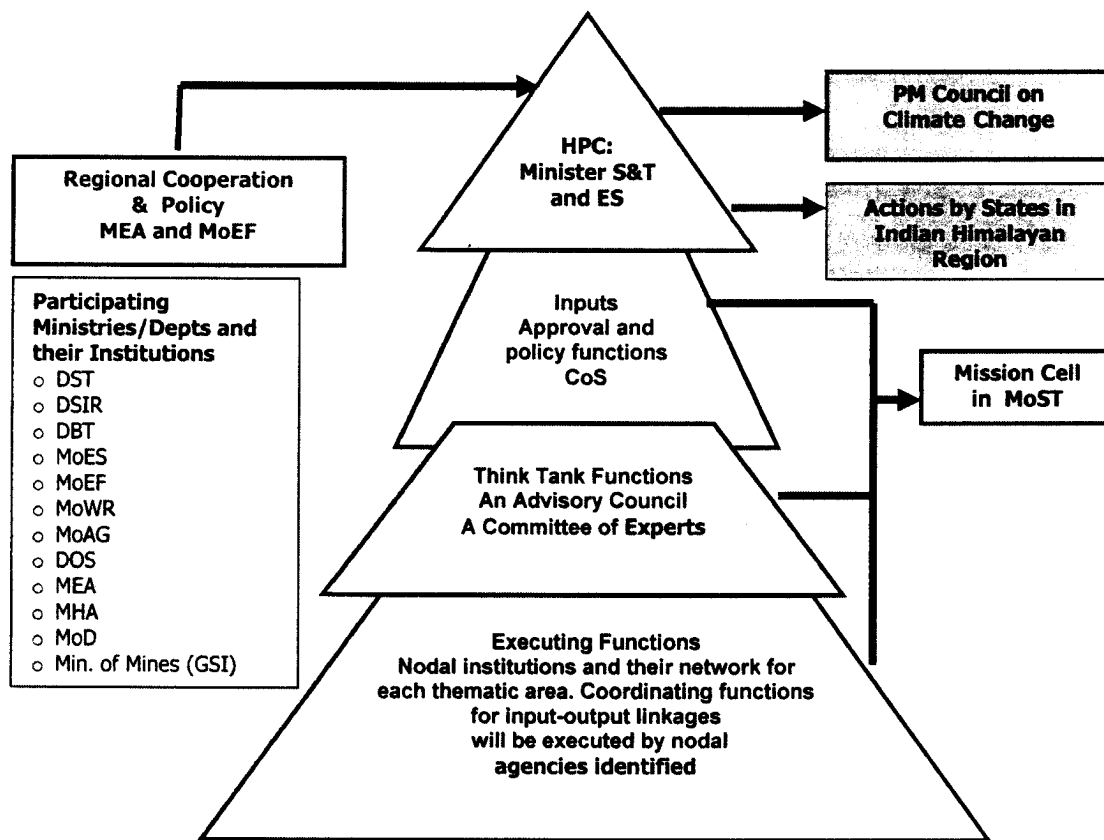 PM Council on
Climate Change
HPC:
Minister S&T
and ES
Regional Cooperation
& Policy
MEA and MoEF
Actions by States in
Indian Himalayan
Region
Participating
Ministries/Depts and
their Institutions
o DST
o DSIR
o DBT
o MoES
o MoEF
o MoWR
o MoAG
o DOS
o MEA
o MHA
o MoD
o Min. of Mines (GSI)
Inputs
Approval and
policy functions
CoS
Mission Cell
in MoST
Think Tank Functions
An Advisory Council
A Committee of Experts
Executing Functions
Nodal institutions and their network for
each thematic area. Coordinating functions
for input-output linkages
will be executed by nodal
agencies identified